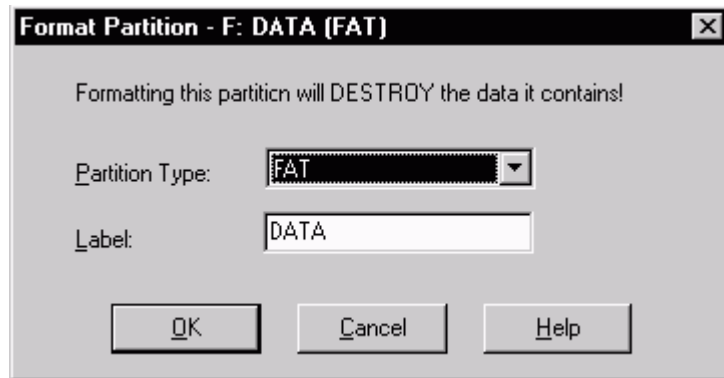 Format Partition - F: DATA (FAT)
Formatting this partition will DESTROY the data it contains!
Partition Type: FAT
Label: DATA
OK Cancel Help